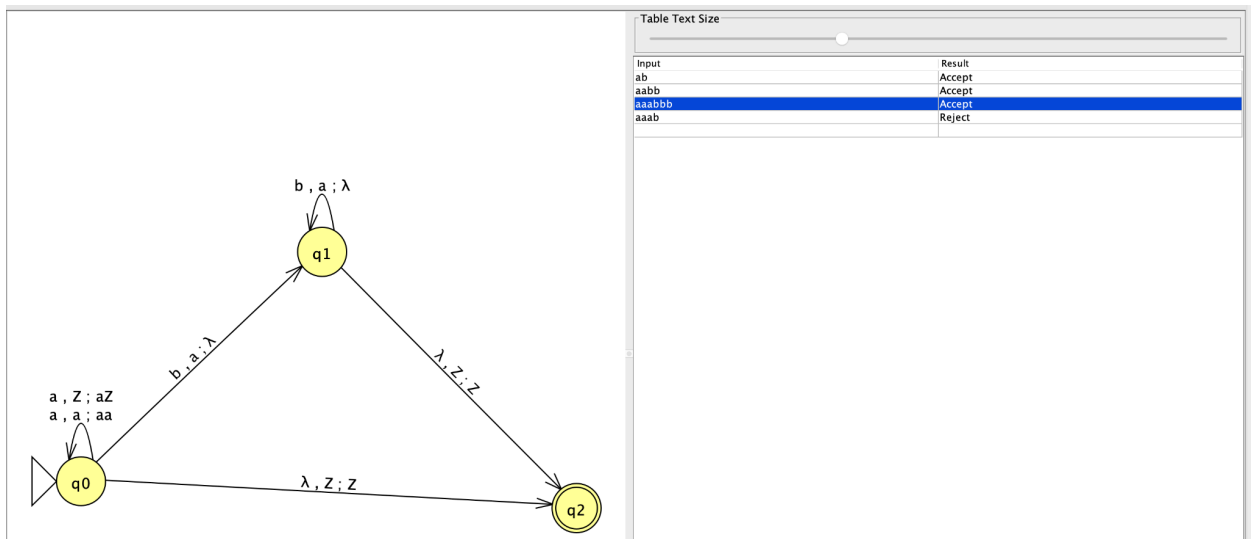 Table Text Size
Input Result
ab Accept
aabb Accept
aaabbb Accept
aaab Reject
b , a ; λ
q1
b , a ; λ
λ , Z ; Z
a , Z ; aZ
a , a ; aa
q0
λ , Z ; Z
q2